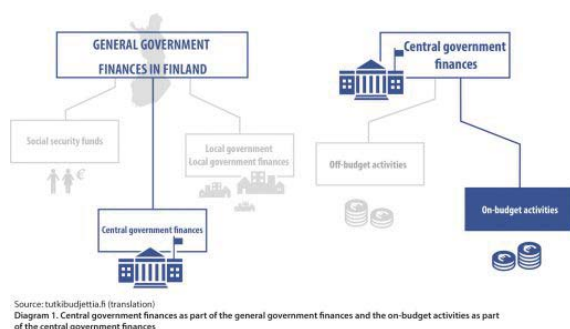 GENERAL GOVERNMENT
FINANCES IN FINLAND
Social security funds
€
Local government
Local government finances
Central government finances
Central government
finances
Off-budget activities
On-budget activities
Source: tutkibudjettia.fi (translation)
Diagram 1. Central government finances as part of the general government finances and the on-budget activities as part
of the central government finances